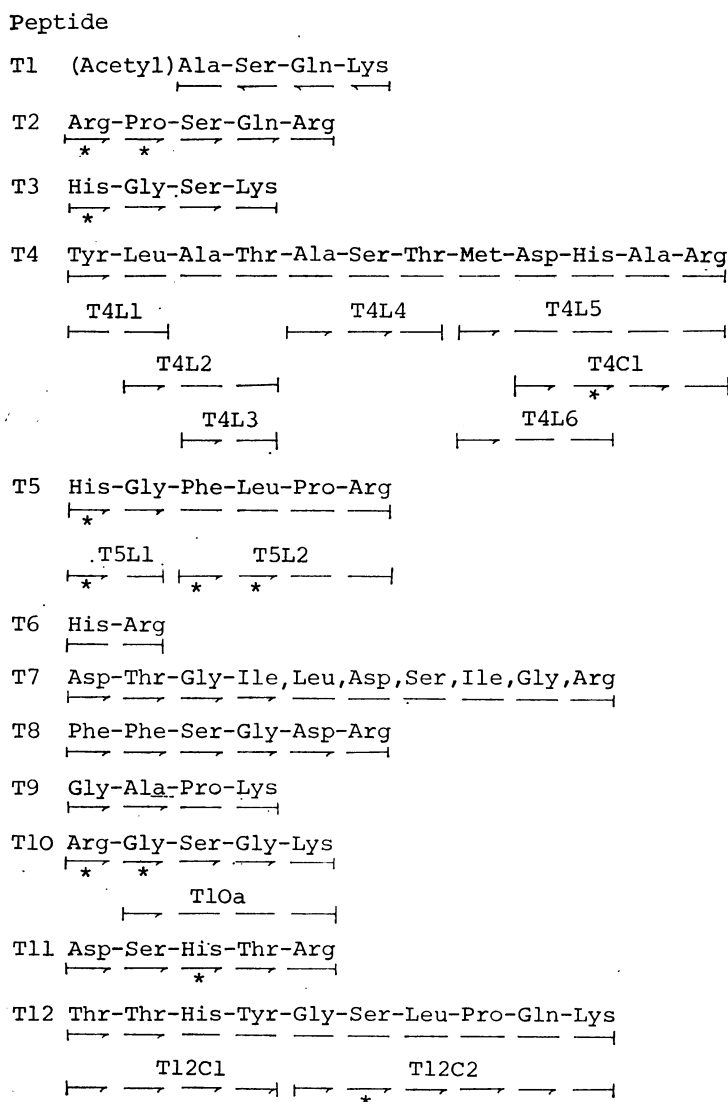 Peptide
T1 (Acetyl)Ala-Ser-Gln-Lys
T2 Arg-Pro-Ser-Gln-Arg
* *
T3 His-Gly-Ser-Lys
*
T4 Tyr-Leu-Ala-Thr-Ala-Ser-Thr-Met-Asp-His-Ala-Arg
T4L1 T4L4 T4L5
T4L2 T4C1
*
T4L3 T4L6
T5 His-Gly-Phe-Leu-Pro-Arg
*
T5L1 T5L2
* * *
T6 His-Arg
T7 Asp-Thr-Gly-Ile,Leu,Asp,Ser,Ile,Gly,Arg
T8 Phe-Phe-Ser-Gly-Asp-Arg
T9 Gly-Ala-Pro-Lys
T10 Arg-Gly-Ser-Gly-Lys
* *
T10a
T11 Asp-Ser-His-Thr-Arg
*
T12 Thr-Thr-His-Tyr-Gly-Ser-Leu-Pro-Gln-Lys
T12C1 T12C2
*